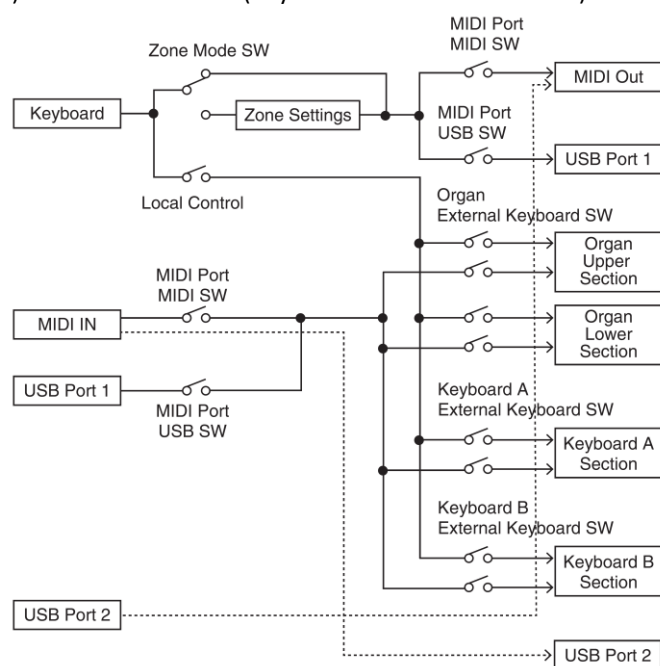 MIDI Port
MIDI SW
Zone Mode SW
MIDI Out
Keyboard
Zone Settings
MIDI Port
USB SW
USB Port 1
Local Control
Organ
External Keyboard SW
Organ
Upper
Section
MIDI Port
MIDI SW
MIDI IN
Organ
Lower
Section
USB Port 1
MIDI Port
USB SW
Keyboard A
External Keyboard SW
Keyboard A
Section
Keyboard B
External Keyboard SW
Keyboard B
Section
USB Port 2
USB Port 2